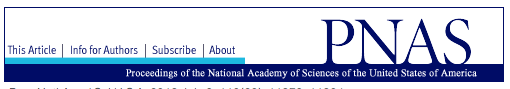 PNAS
This Article | Info for Authors | Subscribe | About
Proceedings of the National Academy of Sciences of the United States of America